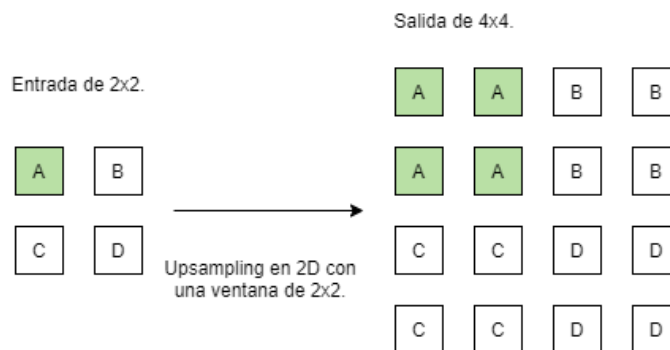 Salida de 4x4.
Entrada de 2x2.
A A B B
A B
A A B B
C D
C C D D
Upsampling en 2D con
una ventana de 2x2.
C C D D